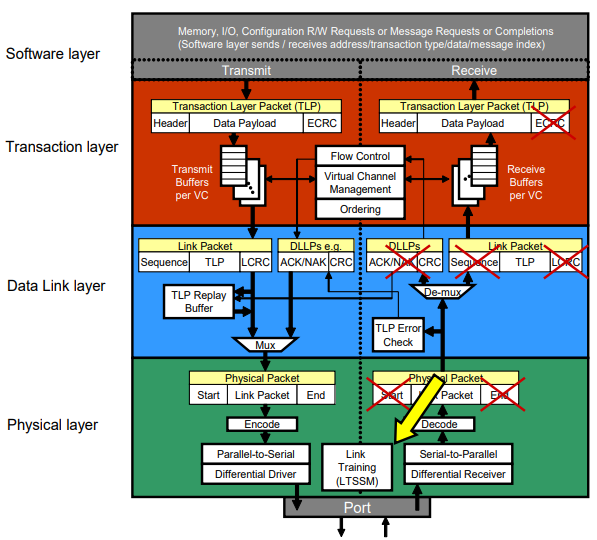 Software layer
Memory, I/O, Configuration R/W Requests or Message Requests or Completions
(Software layer sends / receives address/transaction type/data/message index)
Transmit
Receive
Transaction layer
Transaction Layer Packet (TLP)
Header
Data Payload
ECRC
Transaction Layer Packet (TLP)
Header
Data Payload
ECRC
Transmit
Buffers
per VC
Flow Control
Virtual Channel
Management
Ordering
Receive
Buffers
per VC
Data Link layer
Link Packet
Sequence
TLP
LCRC
DLLPs e.g.
ACK/NAK
CRC
DLLPs
ACK/NAK
CRC
Link Packet
Sequence
TLP
LCRC
TLP Replay
Buffer
De-mux
TLP Error
Check
Mux
Physical layer
Physical Packet
Start
Link Packet
End
Physical Packet
Start
Packet
End
Encode
Decode
Parallel-to-Serial
Differential Driver
Link
Training
(LTSSM)
Serial-to-Parallel
Differential Receiver
Port